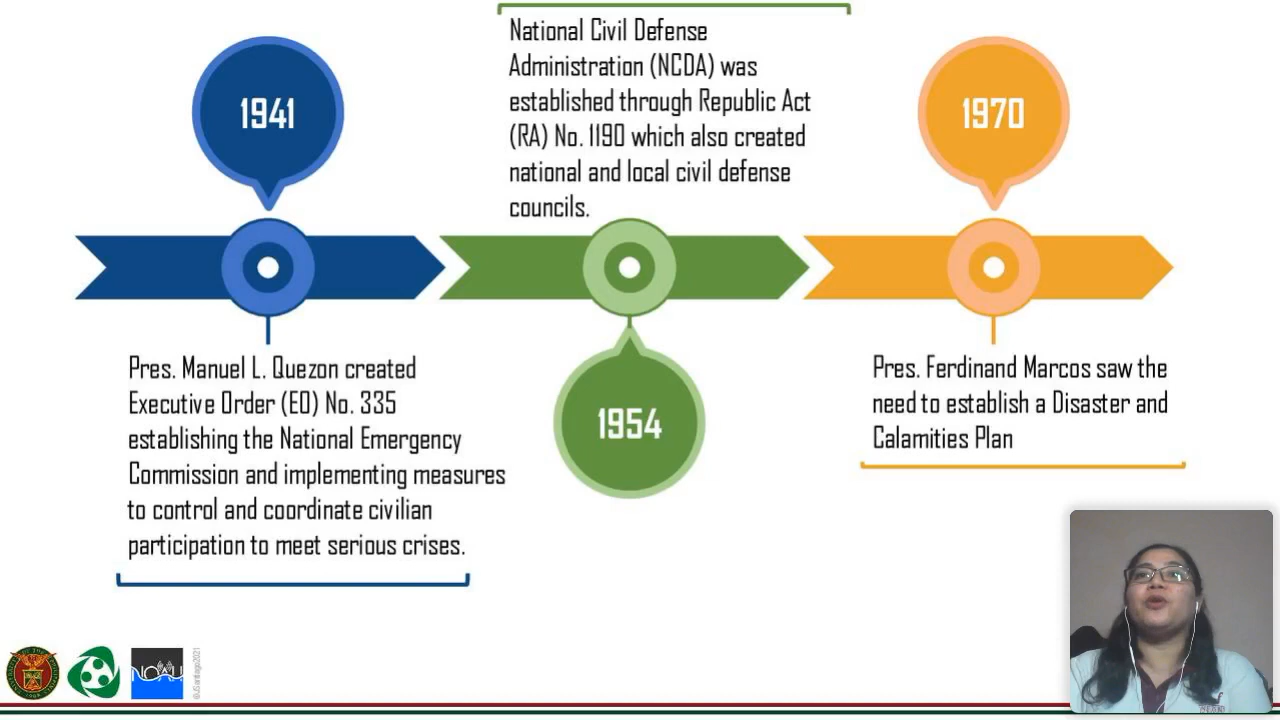 1941
Pres. Manuel L. Quezon created
Executive Order (EO) No. 335
establishing the National Emergency
Commission and implementing measures
to control and coordinate civilian
participation to meet serious crises.
National Civil Defense
Administration (NCDA) was
established through Republic Act
(RA) No. 1190 which also created
national and local civil defense
councils.
1954
1970
Pres. Ferdinand Marcos saw the
need to establish a Disaster and
Calamities Plan